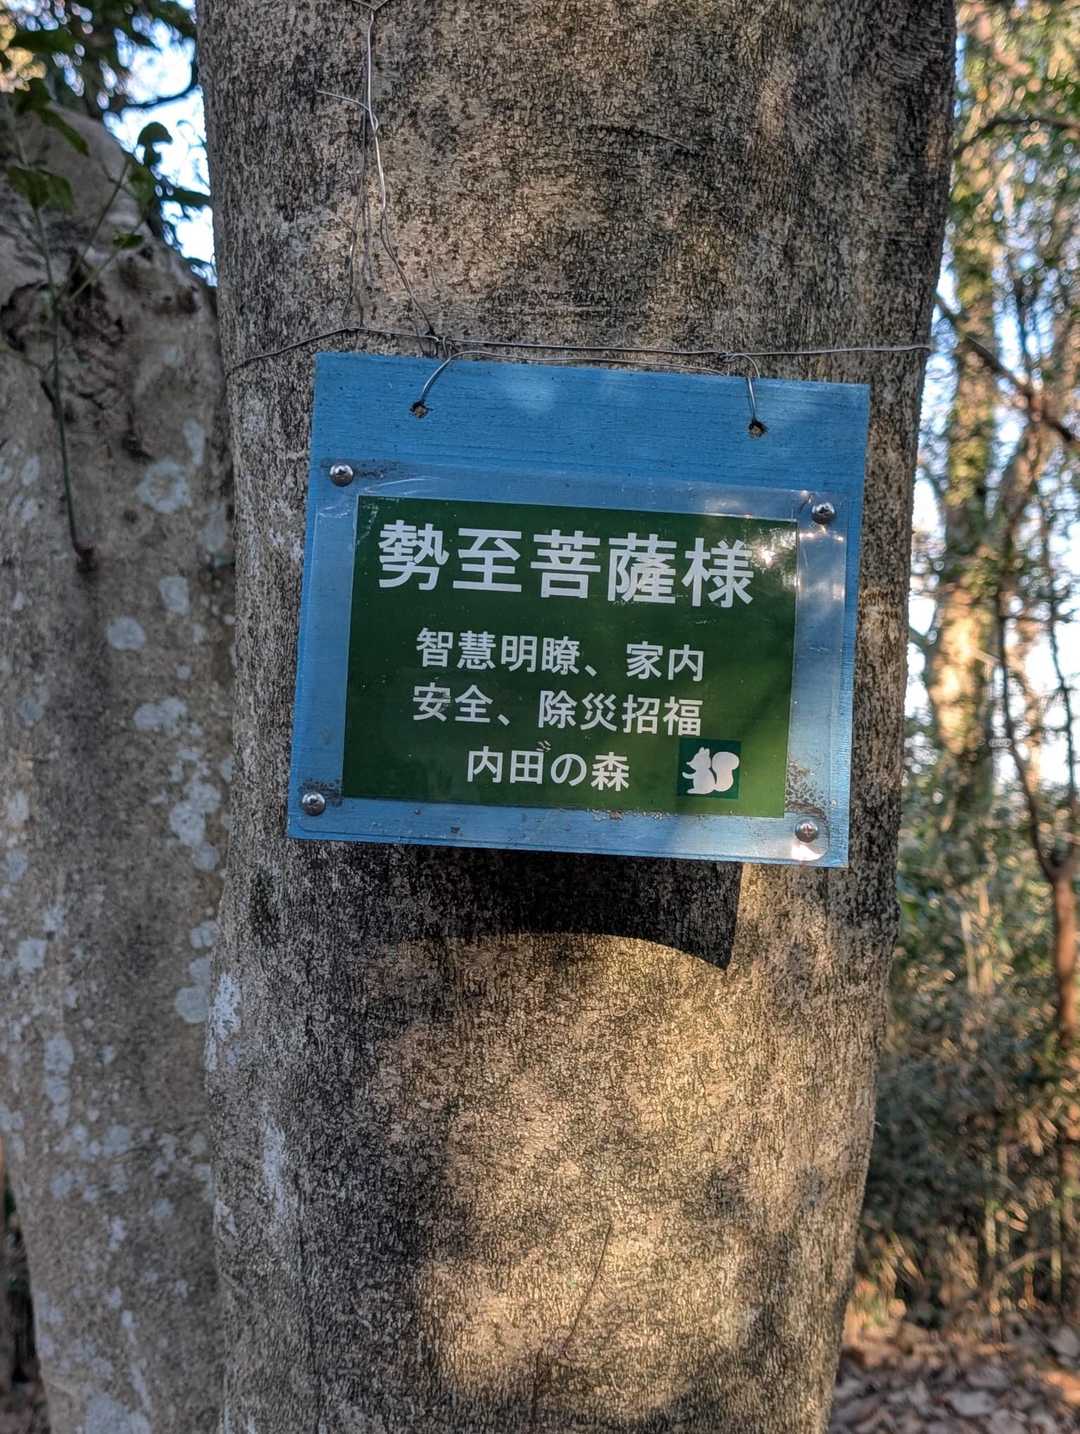 勢至菩薩様
智慧明瞭、家内
安全、除災招福
内田の森